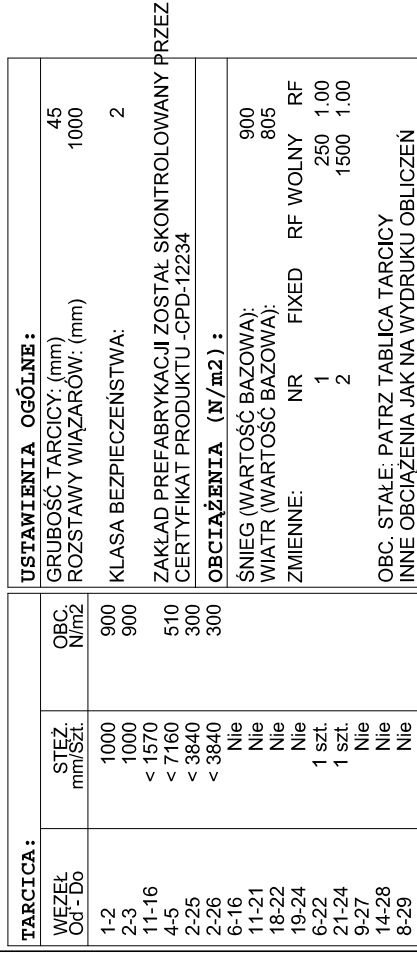 TARCICA:
WĘZEŁ STĘŻ. OBC.
Od - Do mm/Szt. N/m2
1-2 1000 900
2-3 1000 900
11-16 < 1570
4-5 < 7160 510
2-25 < 3840 300
2-26 < 3840 300
6-16 Nie
11-21 Nie
18-22 Nie
19-24 Nie
6-22 1 szt.
21-24 1 szt.
9-27 Nie
14-28 Nie
8-29 Nie
USTAWIENIA OGÓLNE:
GRUBOŚĆ TARCICY: (mm) 45
ROZSTAWY WIĄZARÓW: (mm) 1000
KLASA BEZPIECZEŃSTWA: 2
ZAKŁAD PREFABRYKACJI ZOSTAŁ SKONTROLOWANY PRZEZ
CERTYFIKAT PRODUKTU -CPD-12234
OBCIĄŻENIA (N/m2):
ŚNIEG (WARTOŚĆ BAZOWA): 900
WIATR (WARTOŚĆ BAZOWA): 805
ZMIENNE: NR FIXED RF WOLNY RF
1 250 1.00
2 1500 1.00
OBC. STAŁE: PATRZ TABLICA TARCICY
INNE OBCIĄŻENIA JAK NA WYDRUKU OBLICZEŃ